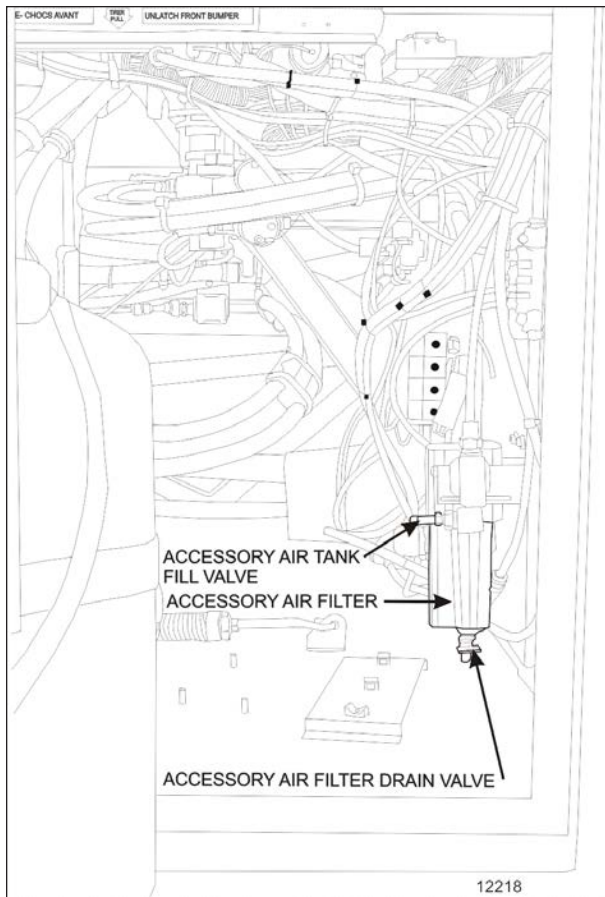 E- CHOCS AVANT
TIRER
PULL
UNLATCH FRONT BUMPER
ACCESSORY AIR TANK
FILL VALVE
ACCESSORY AIR FILTER
ACCESSORY AIR FILTER DRAIN VALVE
12218